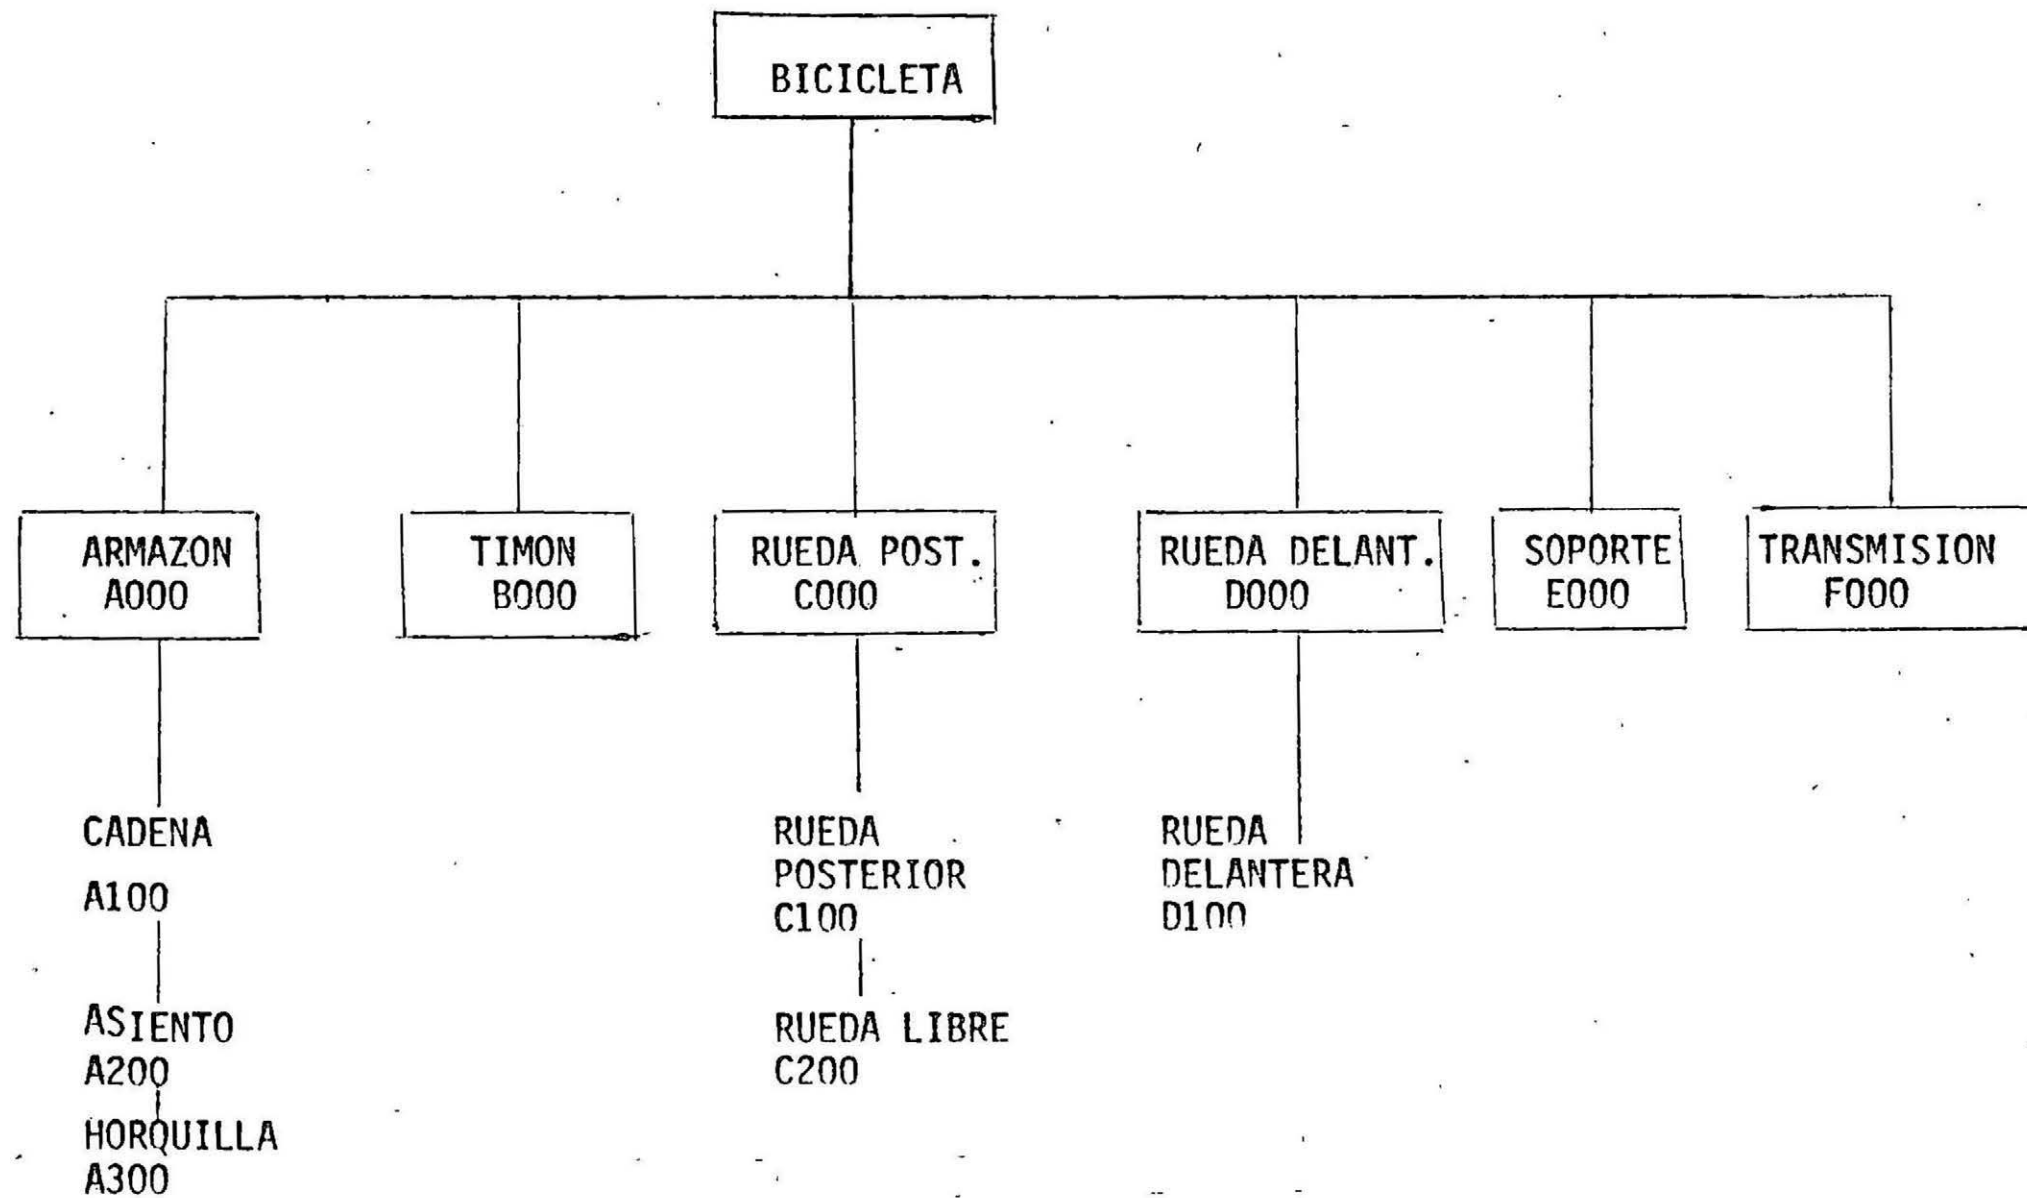 BICICLETA
ARMAZON
A000
TIMON
B000
RUEDA POST.
C000
RUEDA DELANT.
D000
SOPORTE
E000
TRANSMISION
F000
CADENA
A100
ASIENTO
A200
HORQUILLA
A300
RUEDA
POSTERIOR
C100
RUEDA LIBRE
C200
RUEDA
DELANTERA
D100